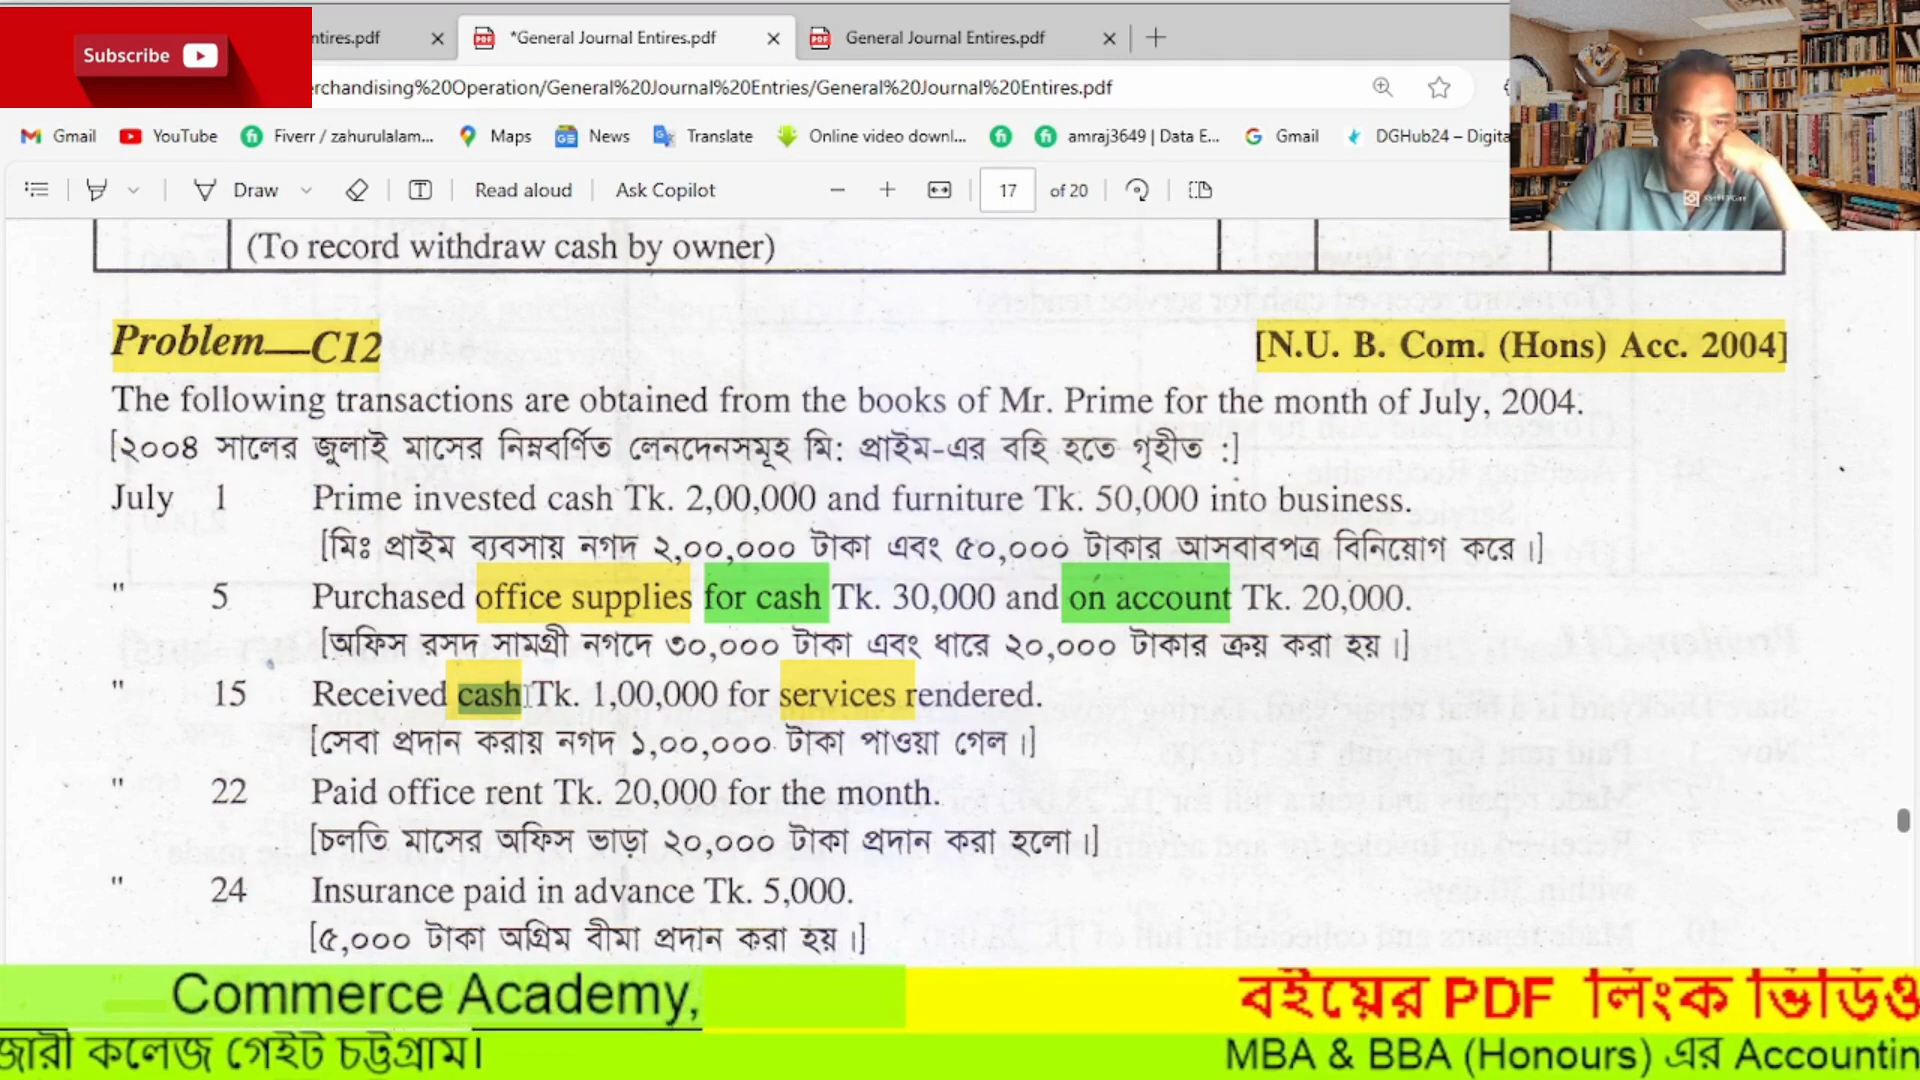 Subscribe
ntires.pdf
*General Journal Entires.pdf
General Journal Entires.pdf
erchandising%20Operation/General%20Journal%20Entries/General%20Journal%20Entires.pdf
Gmail
YouTube
Fiverr / zahurulalam...
Maps
News
Translate
Online video downl...
amraj3649 | Data E...
Gmail
DGHub24 – Digita
Draw
Read aloud
Ask Copilot
17 of 20
(To record withdraw cash by owner)
Problem—C12
[N.U. B. Com. (Hons) Acc. 2004]
The following transactions are obtained from the books of Mr. Prime for the month of July, 2004.
[২০০৪ সালের জুলাই মাসের নিম্নবর্ণিত লেনদেনসমূহ মি: প্রাইম-এর বহি হতে গৃহীত :]
July 1 Prime invested cash Tk. 2,00,000 and furniture Tk. 50,000 into business.
[মিঃ প্রাইম ব্যবসায় নগদ ২,০০,০০০ টাকা এবং ৫০,০০০ টাকার আসবারপত্র বিনিয়োগ করে।]
" 5 Purchased office supplies for cash Tk. 30,000 and on account Tk. 20,000.
[অফিস রসদ সামগ্রী নগদে ৩০,০০০ টাকা এবং ধারে ২০,০০০ টাকার ক্রয় করা হয়।]
" 15 Received cash Tk. 1,00,000 for services rendered.
[সেবা প্রদান করায় নগদ ১,০০,০০০ টাকা পাওয়া গেল।]
" 22 Paid office rent Tk. 20,000 for the month.
[চলতি মাসের অফিস ভাড়া ২০,০০০ টাকা প্রদান করা হলো।]
" 24 Insurance paid in advance Tk. 5,000.
[৫,০০০ টাকা অগ্রিম বীমা প্রদান করা হয়।]
Commerce Academy,
বইয়ের PDF লিংক ভিডিও
জারী কলেজ গেইট চট্টগ্রাম।
MBA & BBA (Honours) এর Accountin